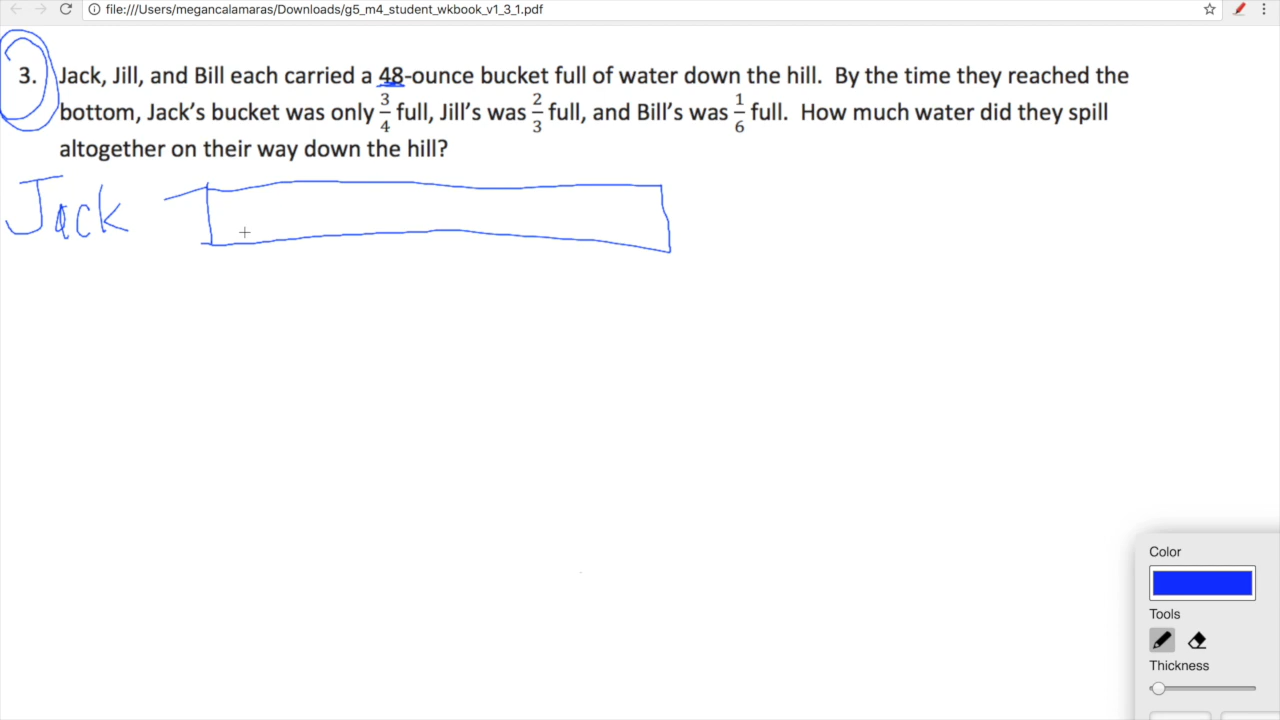 file:///Users/megancalamaras/Downloads/g5_m4_student_wkbook_v1_3_1.pdf
3. Jack, Jill, and Bill each carried a 48-ounce bucket full of water down the hill. By the time they reached the
bottom, Jack's bucket was only 3/4 full, Jill's was 2/3 full, and Bill's was 1/6 full. How much water did they spill
altogether on their way down the hill?
Jack
Color
Tools
Thickness